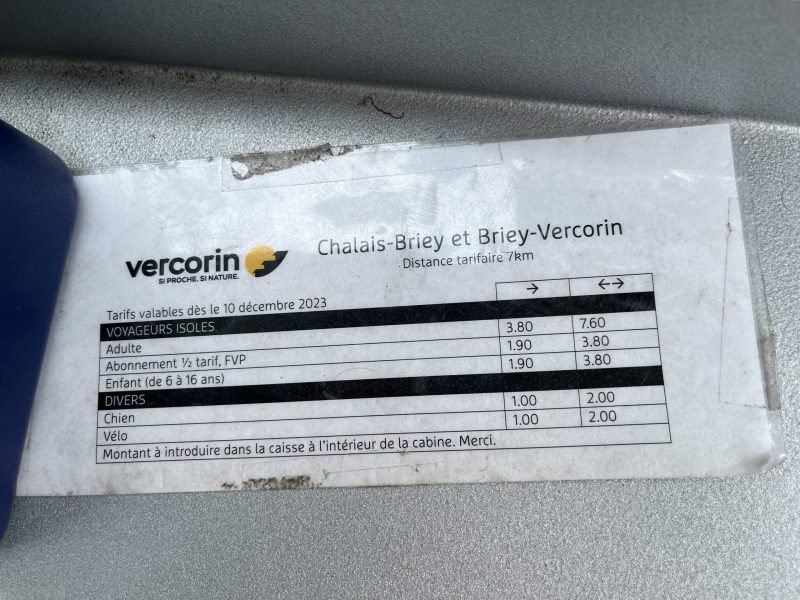 vercorin
SI PROCHE. SI NATURE.
Chalais-Briey et Briey-Vercorin
Distance tarifaire 7km
Tarifs valables dès le 10 décembre 2023 → ←→
VOYAGEURS ISOLES
Adulte 3.80 7.60
Abonnement ½ tarif, FVP 1.90 3.80
Enfant (de 6 à 16 ans) 1.90 3.80
DIVERS
Chien 1.00 2.00
Vélo 1.00 2.00
Montant à introduire dans la caisse à l'intérieur de la cabine. Merci.